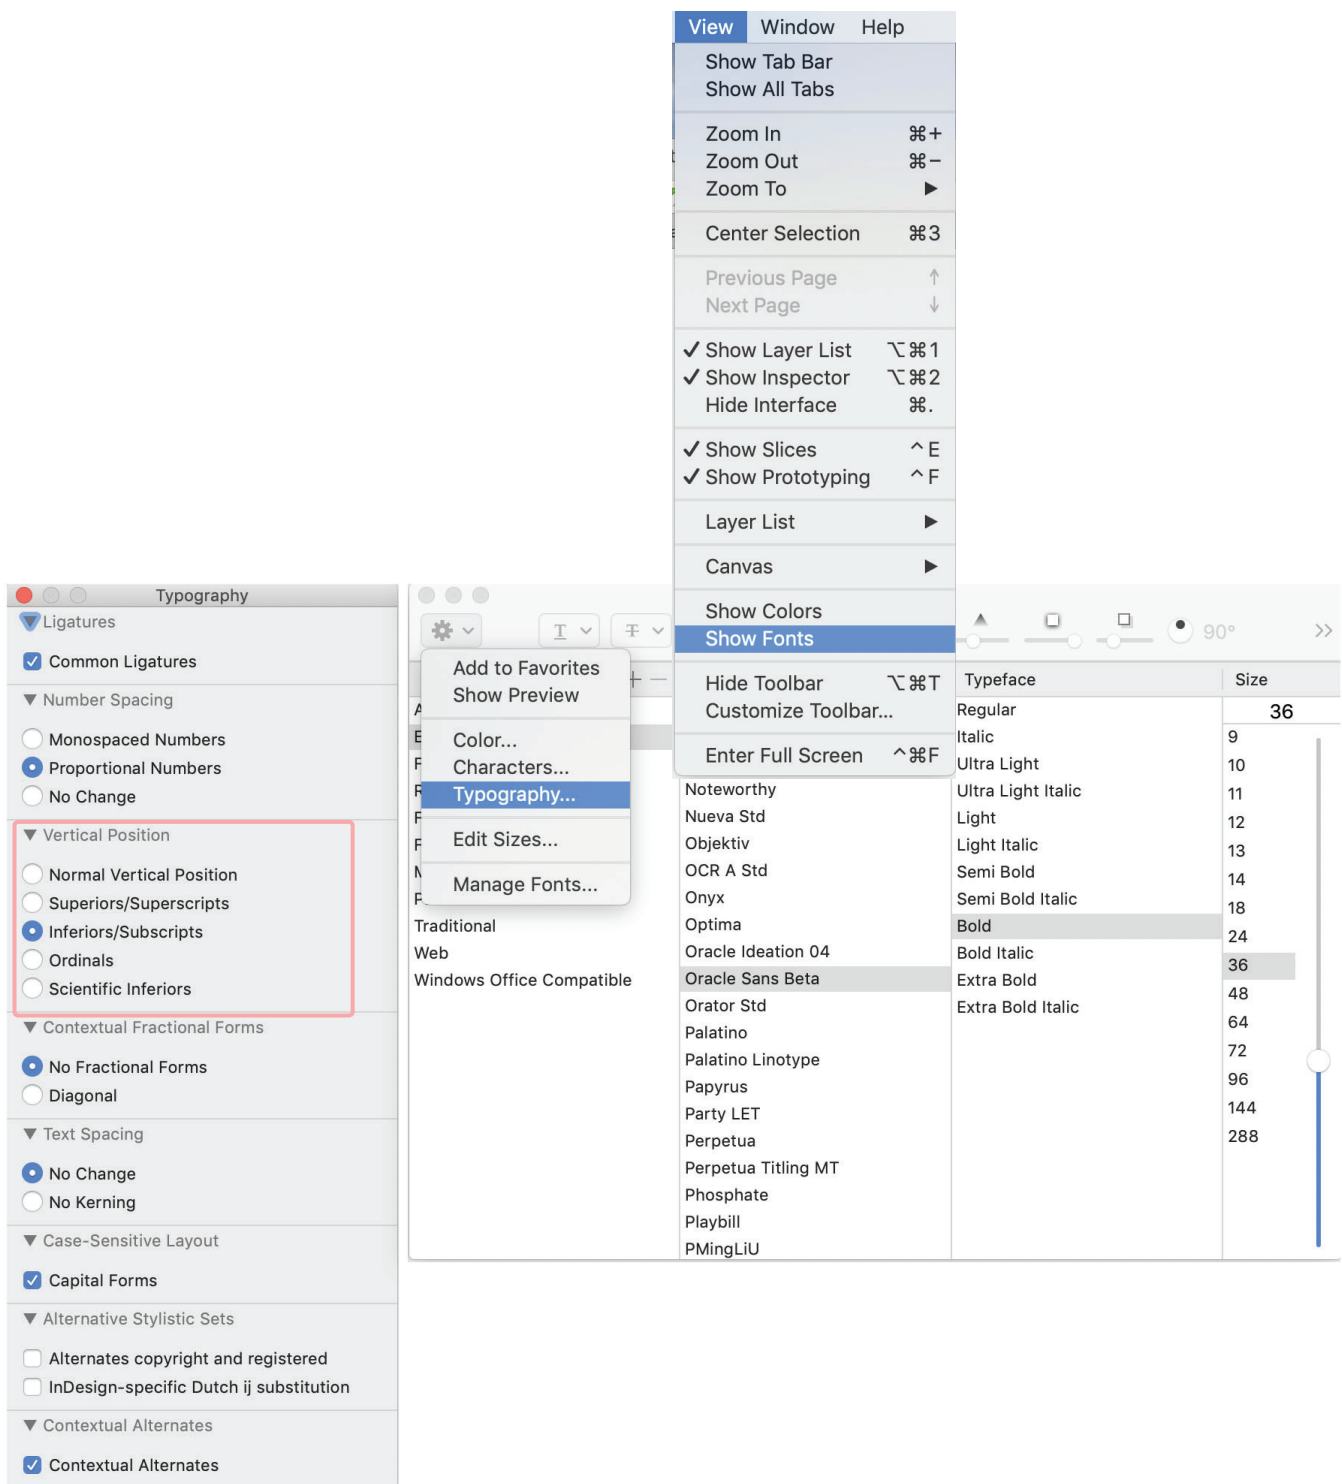 View Window Help
Show Tab Bar
Show All Tabs
Zoom In ⌘+
Zoom Out ⌘−
Zoom To ▶
Center Selection ⌘3
Previous Page ↑
Next Page ↓
✓ Show Layer List ⌥⌘1
✓ Show Inspector ⌥⌘2
Hide Interface ⌘.
✓ Show Slices ^E
✓ Show Prototyping ^F
Layer List ▶
Canvas ▶
Show Colors
Show Fonts
Hide Toolbar ⌥⌘T
Customize Toolbar...
Enter Full Screen ^⌘F
Typography
Ligatures
Common Ligatures
Number Spacing
Monospaced Numbers
Proportional Numbers
No Change
Vertical Position
Normal Vertical Position
Superiors/Superscripts
Inferiors/Subscripts
Ordinals
Scientific Inferiors
Contextual Fractional Forms
No Fractional Forms
Diagonal
Text Spacing
No Change
No Kerning
Case-Sensitive Layout
Capital Forms
Alternative Stylistic Sets
Alternates copyright and registered
InDesign-specific Dutch ij substitution
Contextual Alternates
Contextual Alternates
T
T
90°
Add to Favorites
Show Preview
Color...
Characters...
Typography...
Edit Sizes...
Manage Fonts...
Traditional
Web
Windows Office Compatible
Noteworthy
Nueva Std
Objektiv
OCR A Std
Onyx
Optima
Oracle Ideation 04
Oracle Sans Beta
Orator Std
Palatino
Palatino Linotype
Papyrus
Party LET
Perpetua
Perpetua Titling MT
Phosphate
Playbill
PMingLiU
Typeface
Regular
Italic
Ultra Light
Ultra Light Italic
Light
Light Italic
Semi Bold
Semi Bold Italic
Bold
Bold Italic
Extra Bold
Extra Bold Italic
Size
36
9
10
11
12
13
14
18
24
36
48
64
72
96
144
288